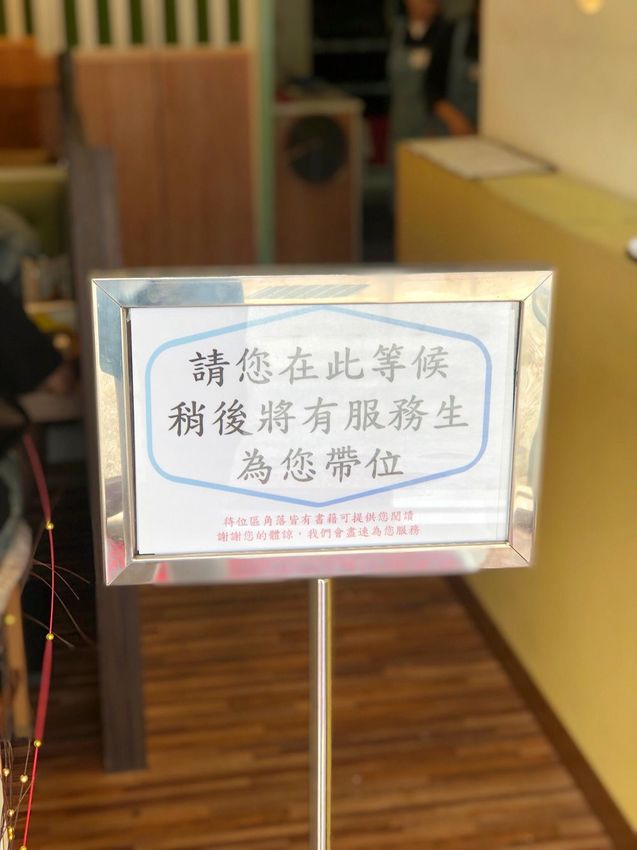 請您在此等候
稍後將有服務生
為您帶位
待位區角落皆有書籍可提供您閱讀
謝謝您的體諒，我們會盡速為您服務